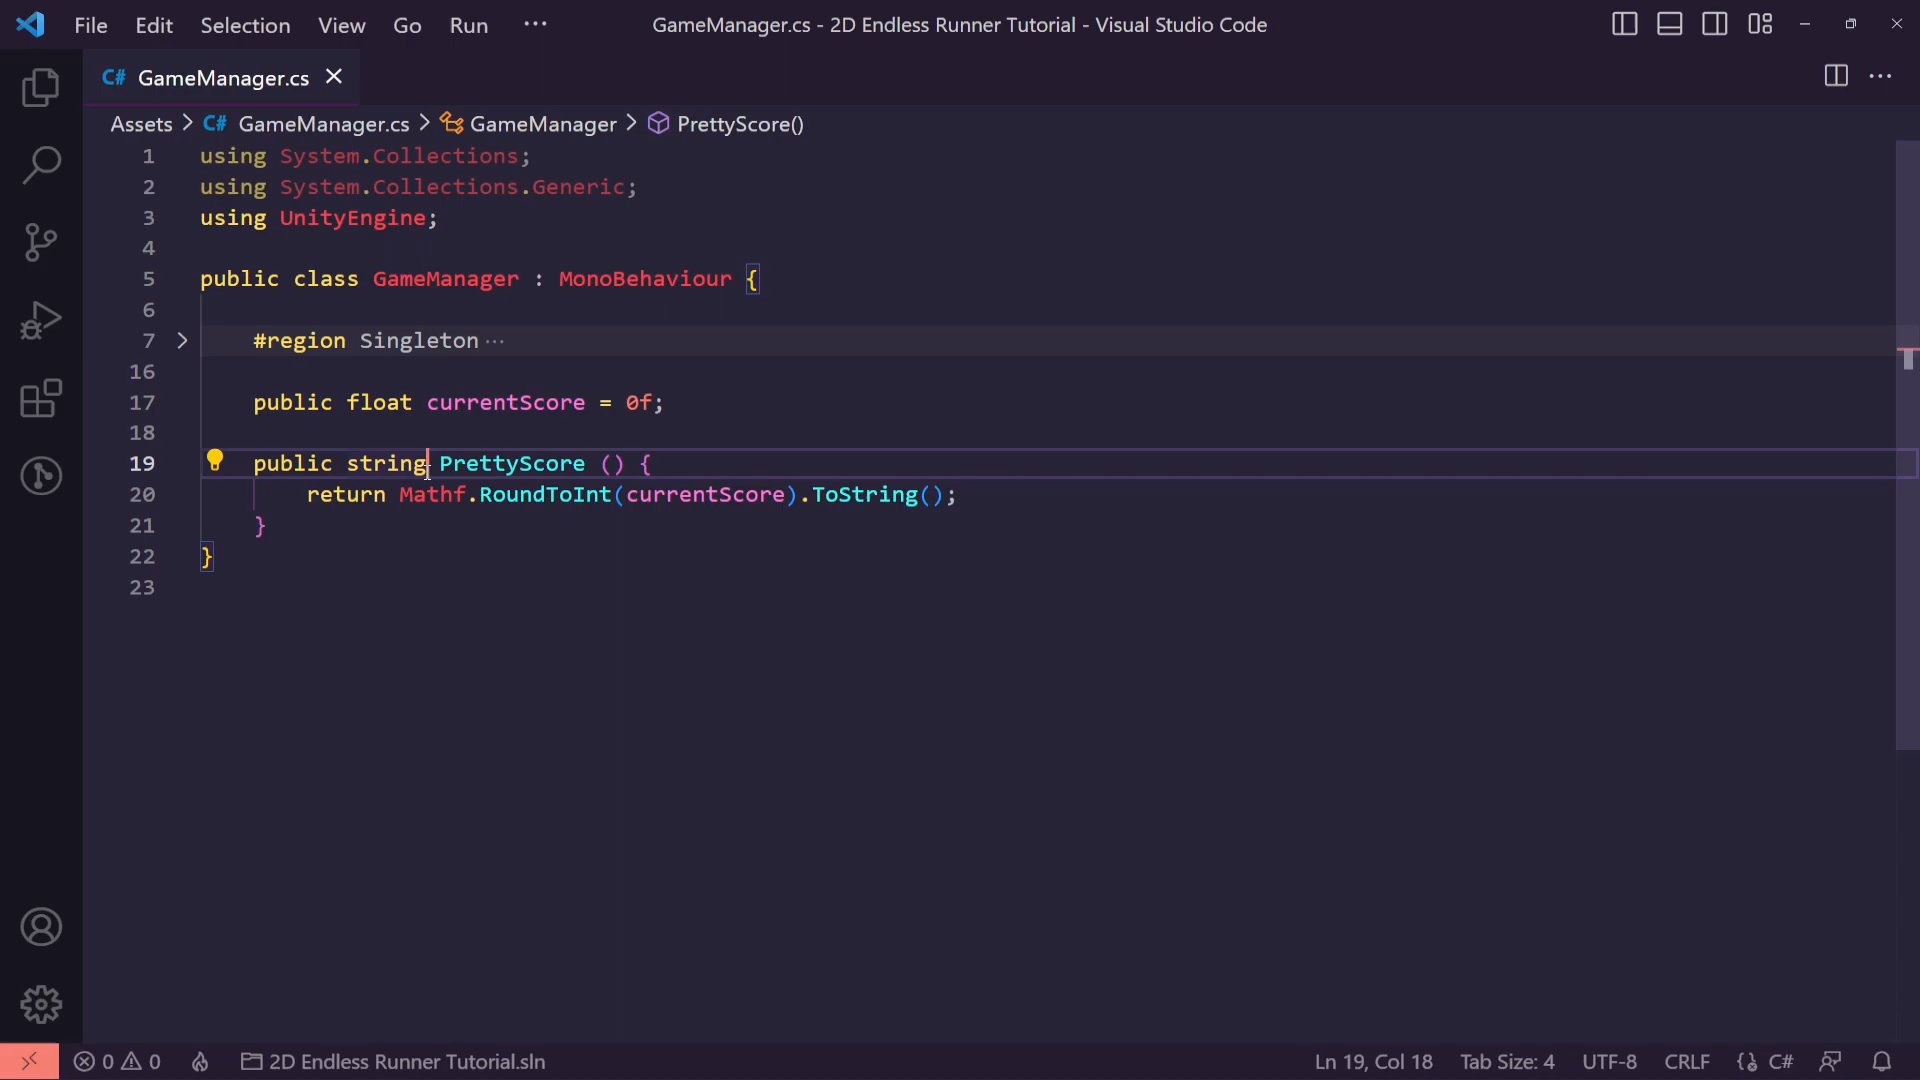 File Edit Selection View Go Run ··· GameManager.cs - 2D Endless Runner Tutorial - Visual Studio Code
C# GameManager.cs
Assets > C# GameManager.cs > GameManager > PrettyScore()
1 using System.Collections;
2 using System.Collections.Generic;
3 using UnityEngine;
4
5 public class GameManager : MonoBehaviour {
6
7 #region Singleton···
16
17 public float currentScore = 0f;
18
19 public string PrettyScore () {
20 return Mathf.RoundToInt(currentScore).ToString();
21 }
22 }
23
0 0 2D Endless Runner Tutorial.sln Ln 19, Col 18 Tab Size: 4 UTF-8 CRLF C#